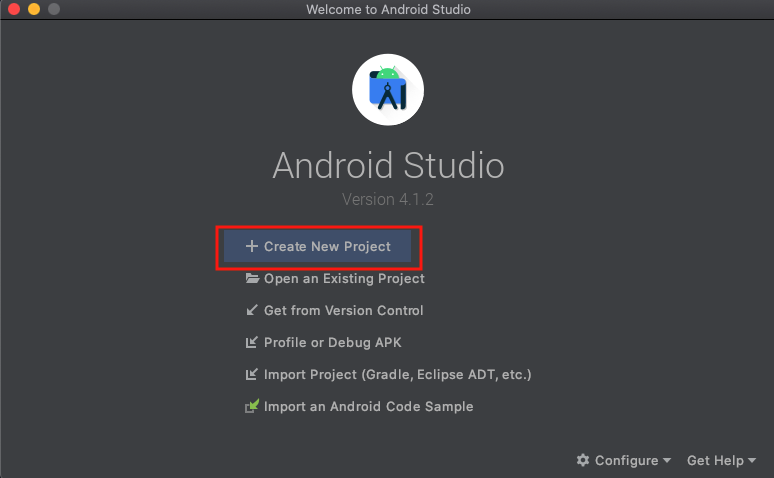 Welcome to Android Studio
Android Studio
Version 4.1.2
Create New Project
Open an Existing Project
Get from Version Control
Profile or Debug APK
Import Project (Gradle, Eclipse ADT, etc.)
Import an Android Code Sample
Configure Get Help